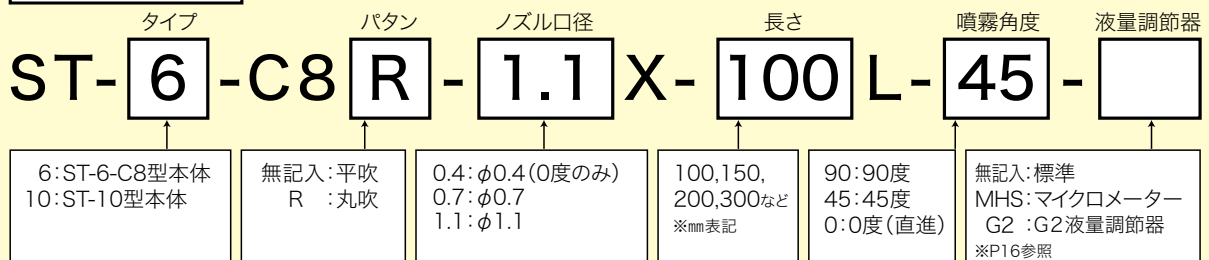 タイプ パタン ノズル口径 長さ 噴霧角度 液量調節器
ST-6-C8R-1.1X-100L-45-
6:ST-6-C8型本体
10:ST-10型本体
無記入:平吹
R :丸吹
0.4:φ0.4(0度のみ)
0.7:φ0.7
1.1:φ1.1
100,150,
200,300など
※㎜表記
90:90度
45:45度
0:0度(直進)
無記入:標準
MHS:マイクロメーター
G2 :G2液量調節器
※P16参照